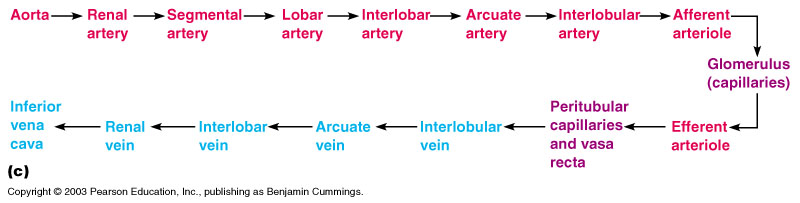 Aorta
Renal
artery
Segmental
artery
Lobar
artery
Interlobar
artery
Arcuate
artery
Interlobular
artery
Afferent
arteriole
Glomerulus
(capillaries)
Efferent
arteriole
Peritubular
capillaries
and vasa
recta
Interlobular
vein
Arcuate
vein
Interlobar
vein
Renal
vein
Inferior
vena
cava
(c)
Copyright © 2003 Pearson Education, Inc., publishing as Benjamin Cummings.